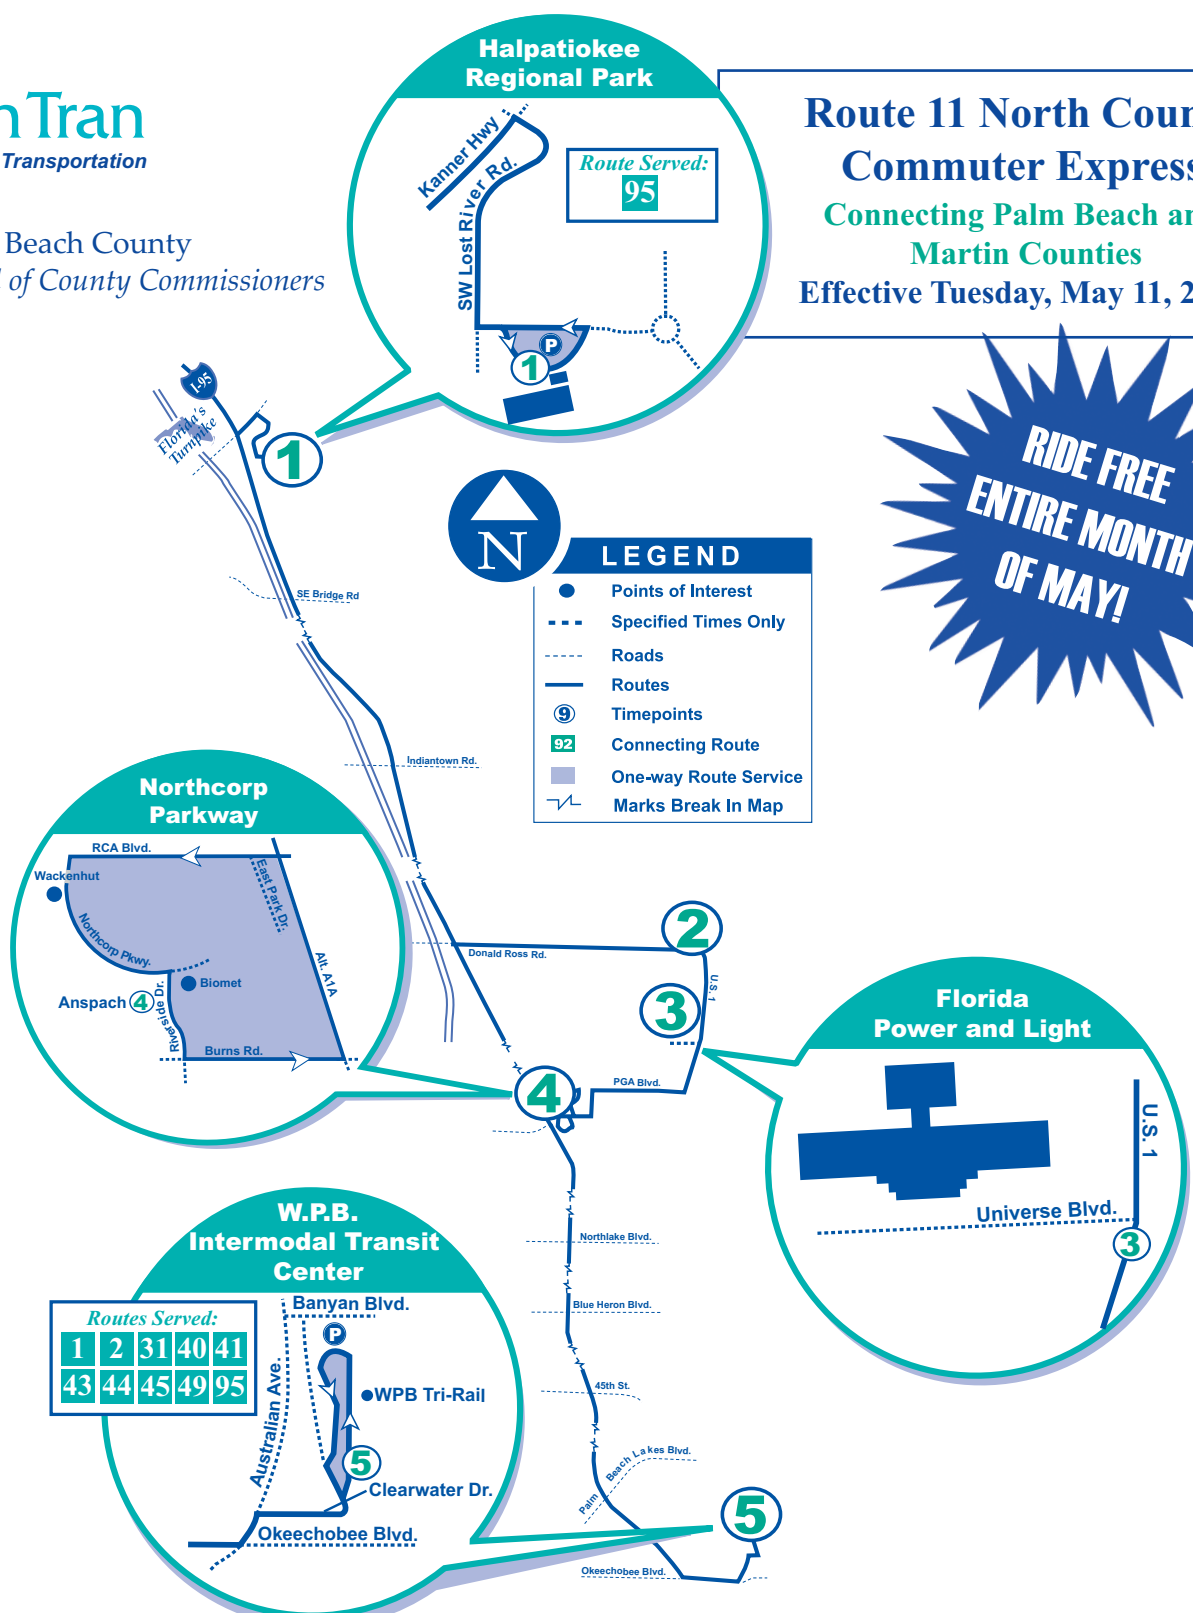 Tran
Transportation
Beach County
of County Commissioners
Halpatiokee
Regional Park
Kanner Hwy
SW Lost River Rd.
Route Served:
95
P
1
Route 11 North
Commuter Express
Connecting Palm Beach
Martin Counties
Effective Tuesday, May 11,
RIDE FREE
ENTIRE MONTH
OF MAY!
I-95
Florida's
Turnpike
1
N
LEGEND
Points of Interest
Specified Times Only
Roads
Routes
9 Timepoints
92 Connecting Route
One-way Route Service
Marks Break In Map
SE Bridge Rd
Indiantown Rd.
Northcorp
Parkway
RCA Blvd.
Wackenhut
East Park Dr.
Northcorp Pkwy.
Alt. A1A
Biomet
Anspach 4
Riverside Dr.
Burns Rd.
2
Donald Ross Rd.
U.S. 1
3
4
PGA Blvd.
Florida
Power and Light
U.S. 1
Universe Blvd.
3
Northlake Blvd.
Blue Heron Blvd.
45th St.
Palm Beach Lakes Blvd.
5
Okeechobee Blvd.
W.P.B.
Intermodal Transit
Center
Routes Served:
1 2 31 40 41
43 44 45 49 95
Banyan Blvd.
P
Australian Ave.
WPB Tri-Rail
5
Clearwater Dr.
Okeechobee Blvd.